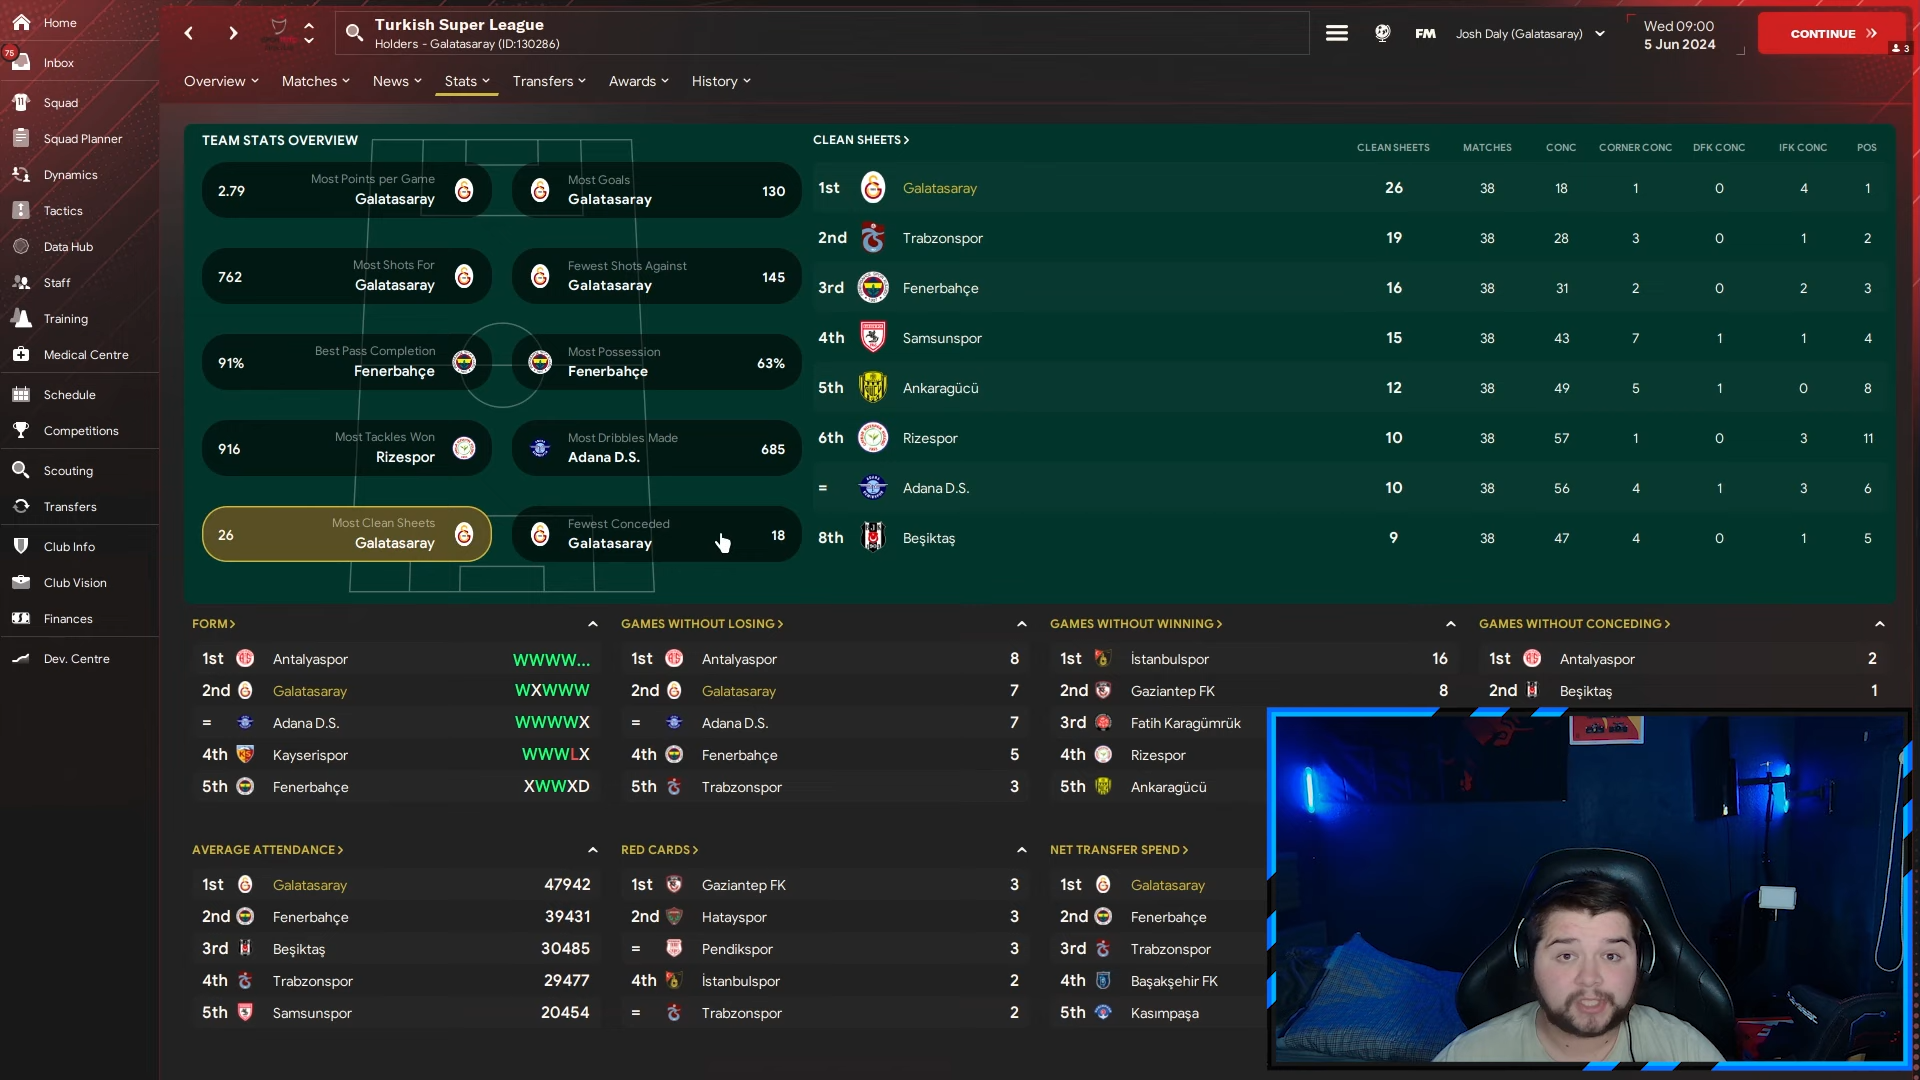 Home
75
Inbox
Squad
Squad Planner
Dynamics
Tactics
Data Hub
Staff
Training
Medical Centre
Schedule
Competitions
Scouting
Transfers
Club Info
Club Vision
Finances
Dev. Centre
Turkish Super League
Holders - Galatasaray (ID:130286)
FM
Josh Daly (Galatasaray)
Wed 09:00
5 Jun 2024
CONTINUE
3
Overview Matches News Stats Transfers Awards History
TEAM STATS OVERVIEW
2.79 Most Points per Game Galatasaray
Most Goals Galatasaray 130
762 Most Shots For Galatasaray
Fewest Shots Against Galatasaray 145
91% Best Pass Completion Fenerbahçe
Most Possession Fenerbahçe 63%
916 Most Tackles Won Rizespor
Most Dribbles Made Adana D.S. 685
26 Most Clean Sheets Galatasaray
Fewest Conceded Galatasaray 18
CLEAN SHEETS >
CLEAN SHEETS MATCHES CONC CORNER CONC DFK CONC IFK CONC POS
1st Galatasaray 26 38 18 1 0 4 1
2nd Trabzonspor 19 38 28 3 0 1 2
3rd Fenerbahçe 16 38 31 2 0 2 3
4th Samsunspor 15 38 43 7 1 1 4
5th Ankaragücü 12 38 49 5 1 0 8
6th Rizespor 10 38 57 1 0 3 11
= Adana D.S. 10 38 56 4 1 3 6
8th Beşiktaş 9 38 47 4 0 1 5
FORM >
1st Antalyaspor WWWW...
2nd Galatasaray WXWWW
= Adana D.S. WWWWX
4th Kayserispor WWWLX
5th Fenerbahçe XWWXD
GAMES WITHOUT LOSING >
1st Antalyaspor 8
2nd Galatasaray 7
= Adana D.S. 7
4th Fenerbahçe 5
5th Trabzonspor 3
GAMES WITHOUT WINNING >
1st İstanbulspor 16
2nd Gaziantep FK 8
3rd Fatih Karagümrük
4th Rizespor
5th Ankaragücü
GAMES WITHOUT CONCEDING >
1st Antalyaspor 2
2nd Beşiktaş 1
AVERAGE ATTENDANCE >
1st Galatasaray 47942
2nd Fenerbahçe 39431
3rd Beşiktaş 30485
4th Trabzonspor 29477
5th Samsunspor 20454
RED CARDS >
1st Gaziantep FK 3
2nd Hatayspor 3
= Pendikspor 3
4th İstanbulspor 2
= Trabzonspor 2
NET TRANSFER SPEND >
1st Galatasaray
2nd Fenerbahçe
3rd Trabzonspor
4th Başakşehir FK
5th Kasımpaşa